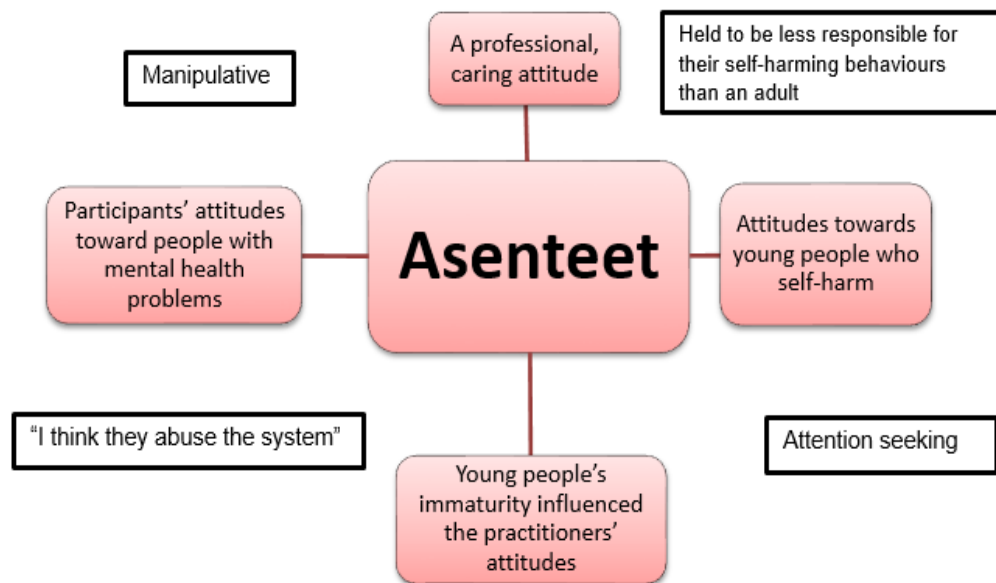 Manipulative
A professional,
caring attitude
Held to be less responsible for
their self-harming behaviours
than an adult
Participants’ attitudes
toward people with
mental health
problems
Asenteet
Attitudes towards
young people who
self-harm
“I think they abuse the system”
Young people’s
immaturity influenced
the practitioners’
attitudes
Attention seeking